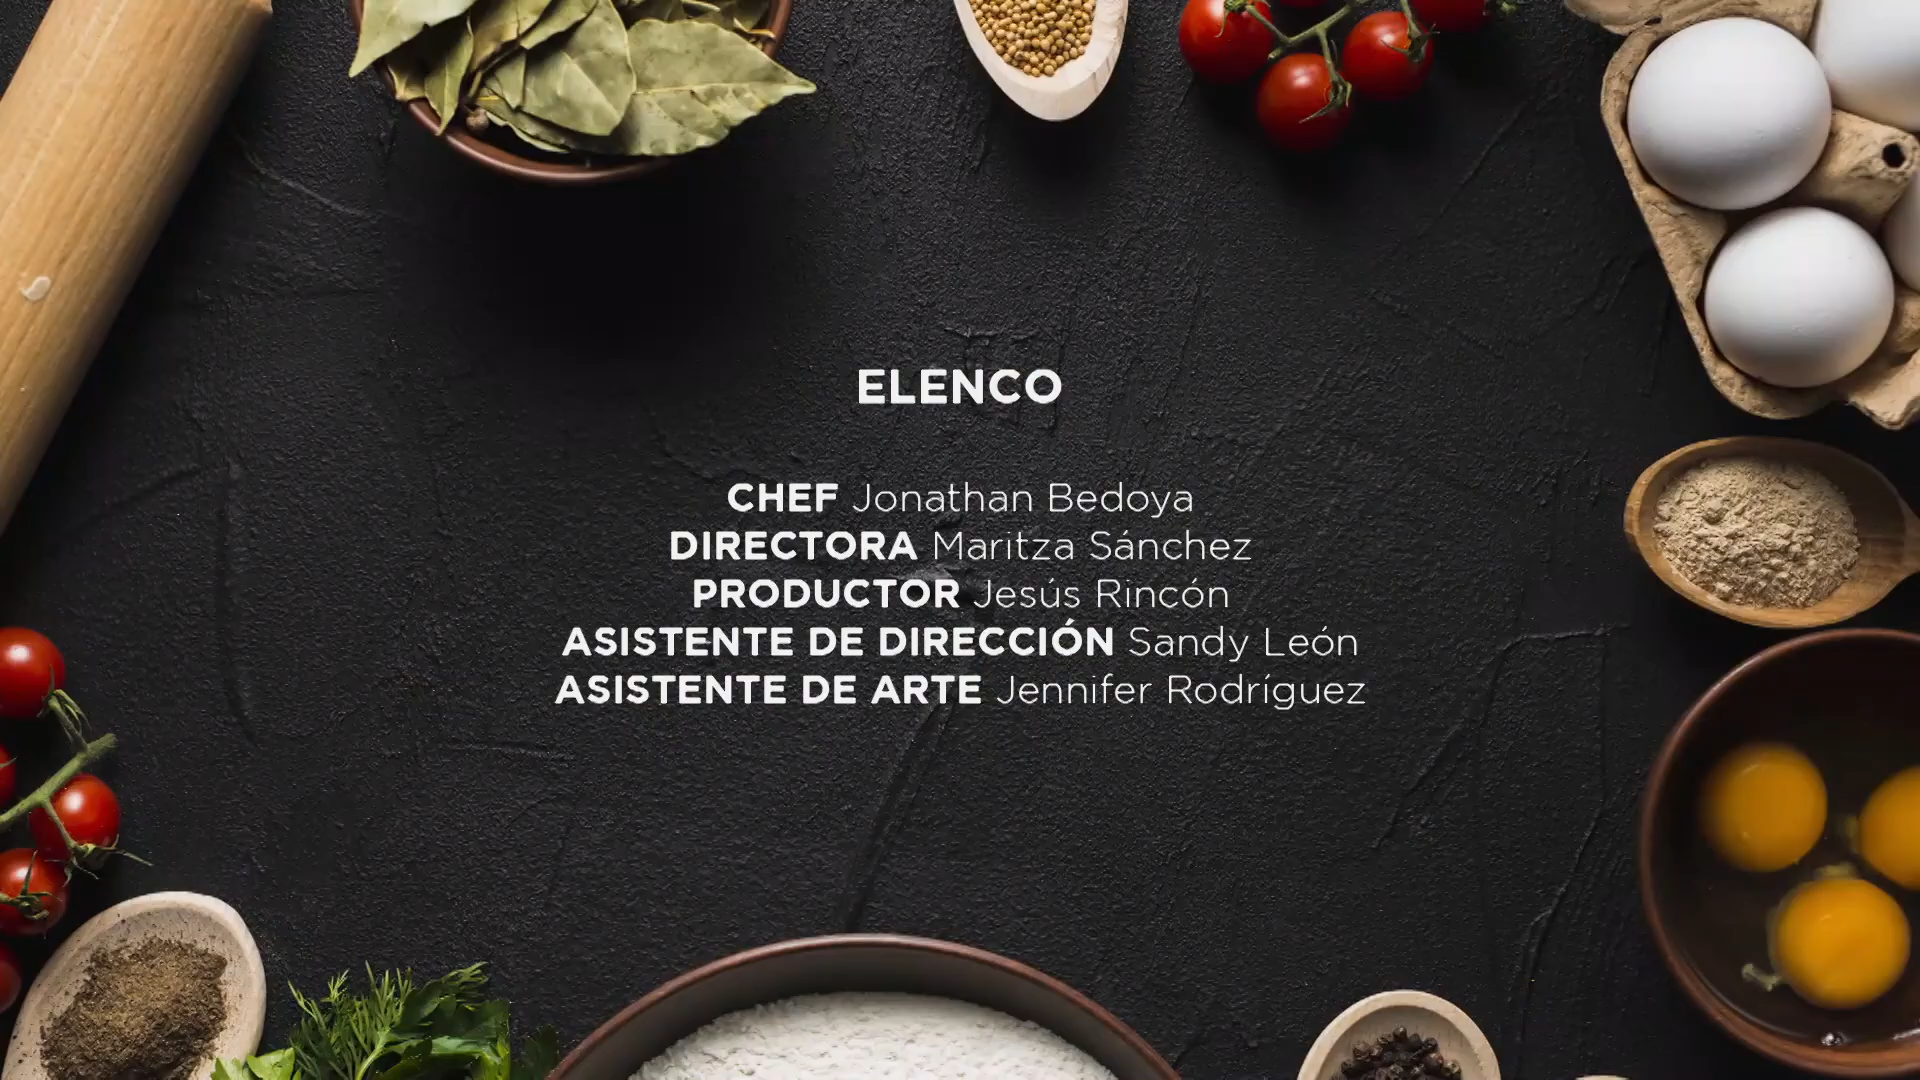 ELENCO
CHEF Jonathan Bedoya
DIRECTORA Maritza Sánchez
PRODUCTOR Jesús Rincón
ASISTENTE DE DIRECCIÓN Sandy León
ASISTENTE DE ARTE Jennifer Rodríguez